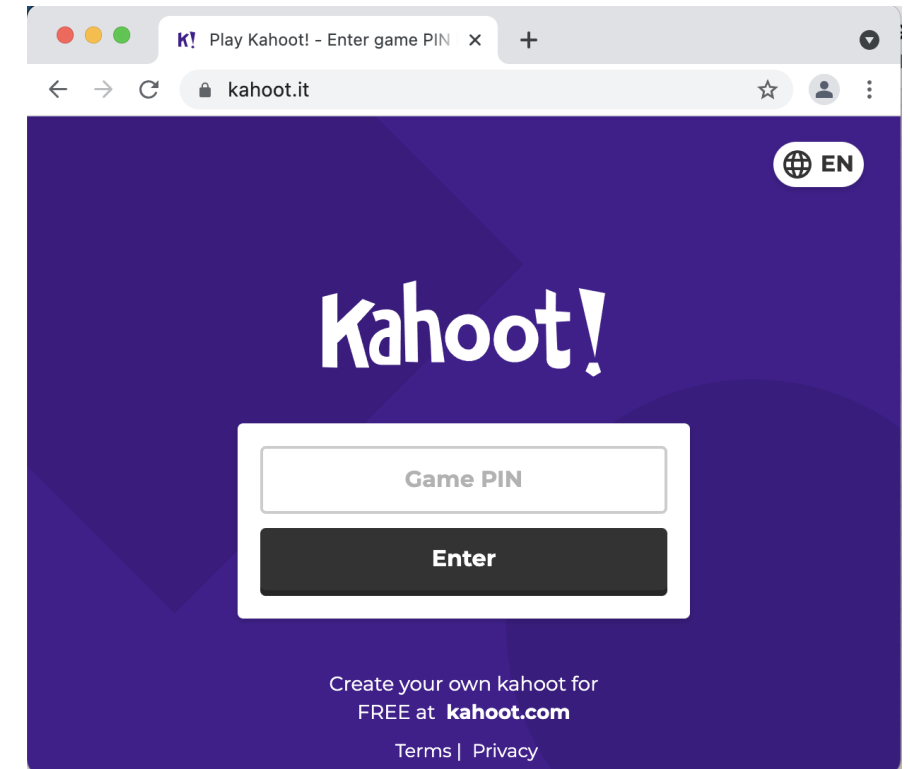 K! Play Kahoot! - Enter game PIN
kahoot.it
EN
Kahoot!
Game PIN
Enter
Create your own kahoot for
FREE at kahoot.com
Terms | Privacy